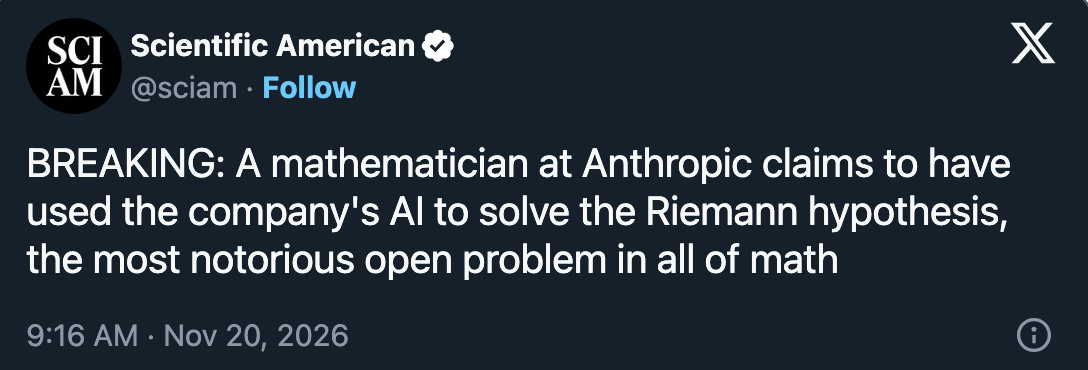 SCI
AM
Scientific American
@sciam · Follow
BREAKING: A mathematician at Anthropic claims to have
used the company's AI to solve the Riemann hypothesis,
the most notorious open problem in all of math
9:16 AM · Nov 20, 2026